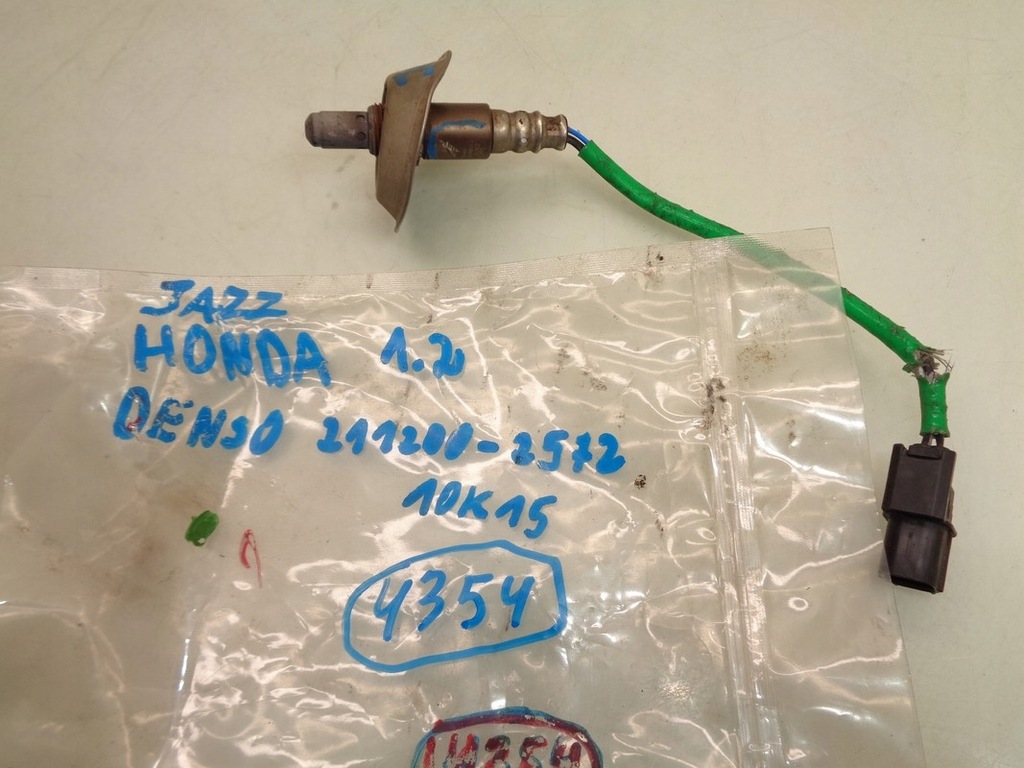 JAZZ
HONDA 1.2
DENSO 211200-2572
10K15
4354